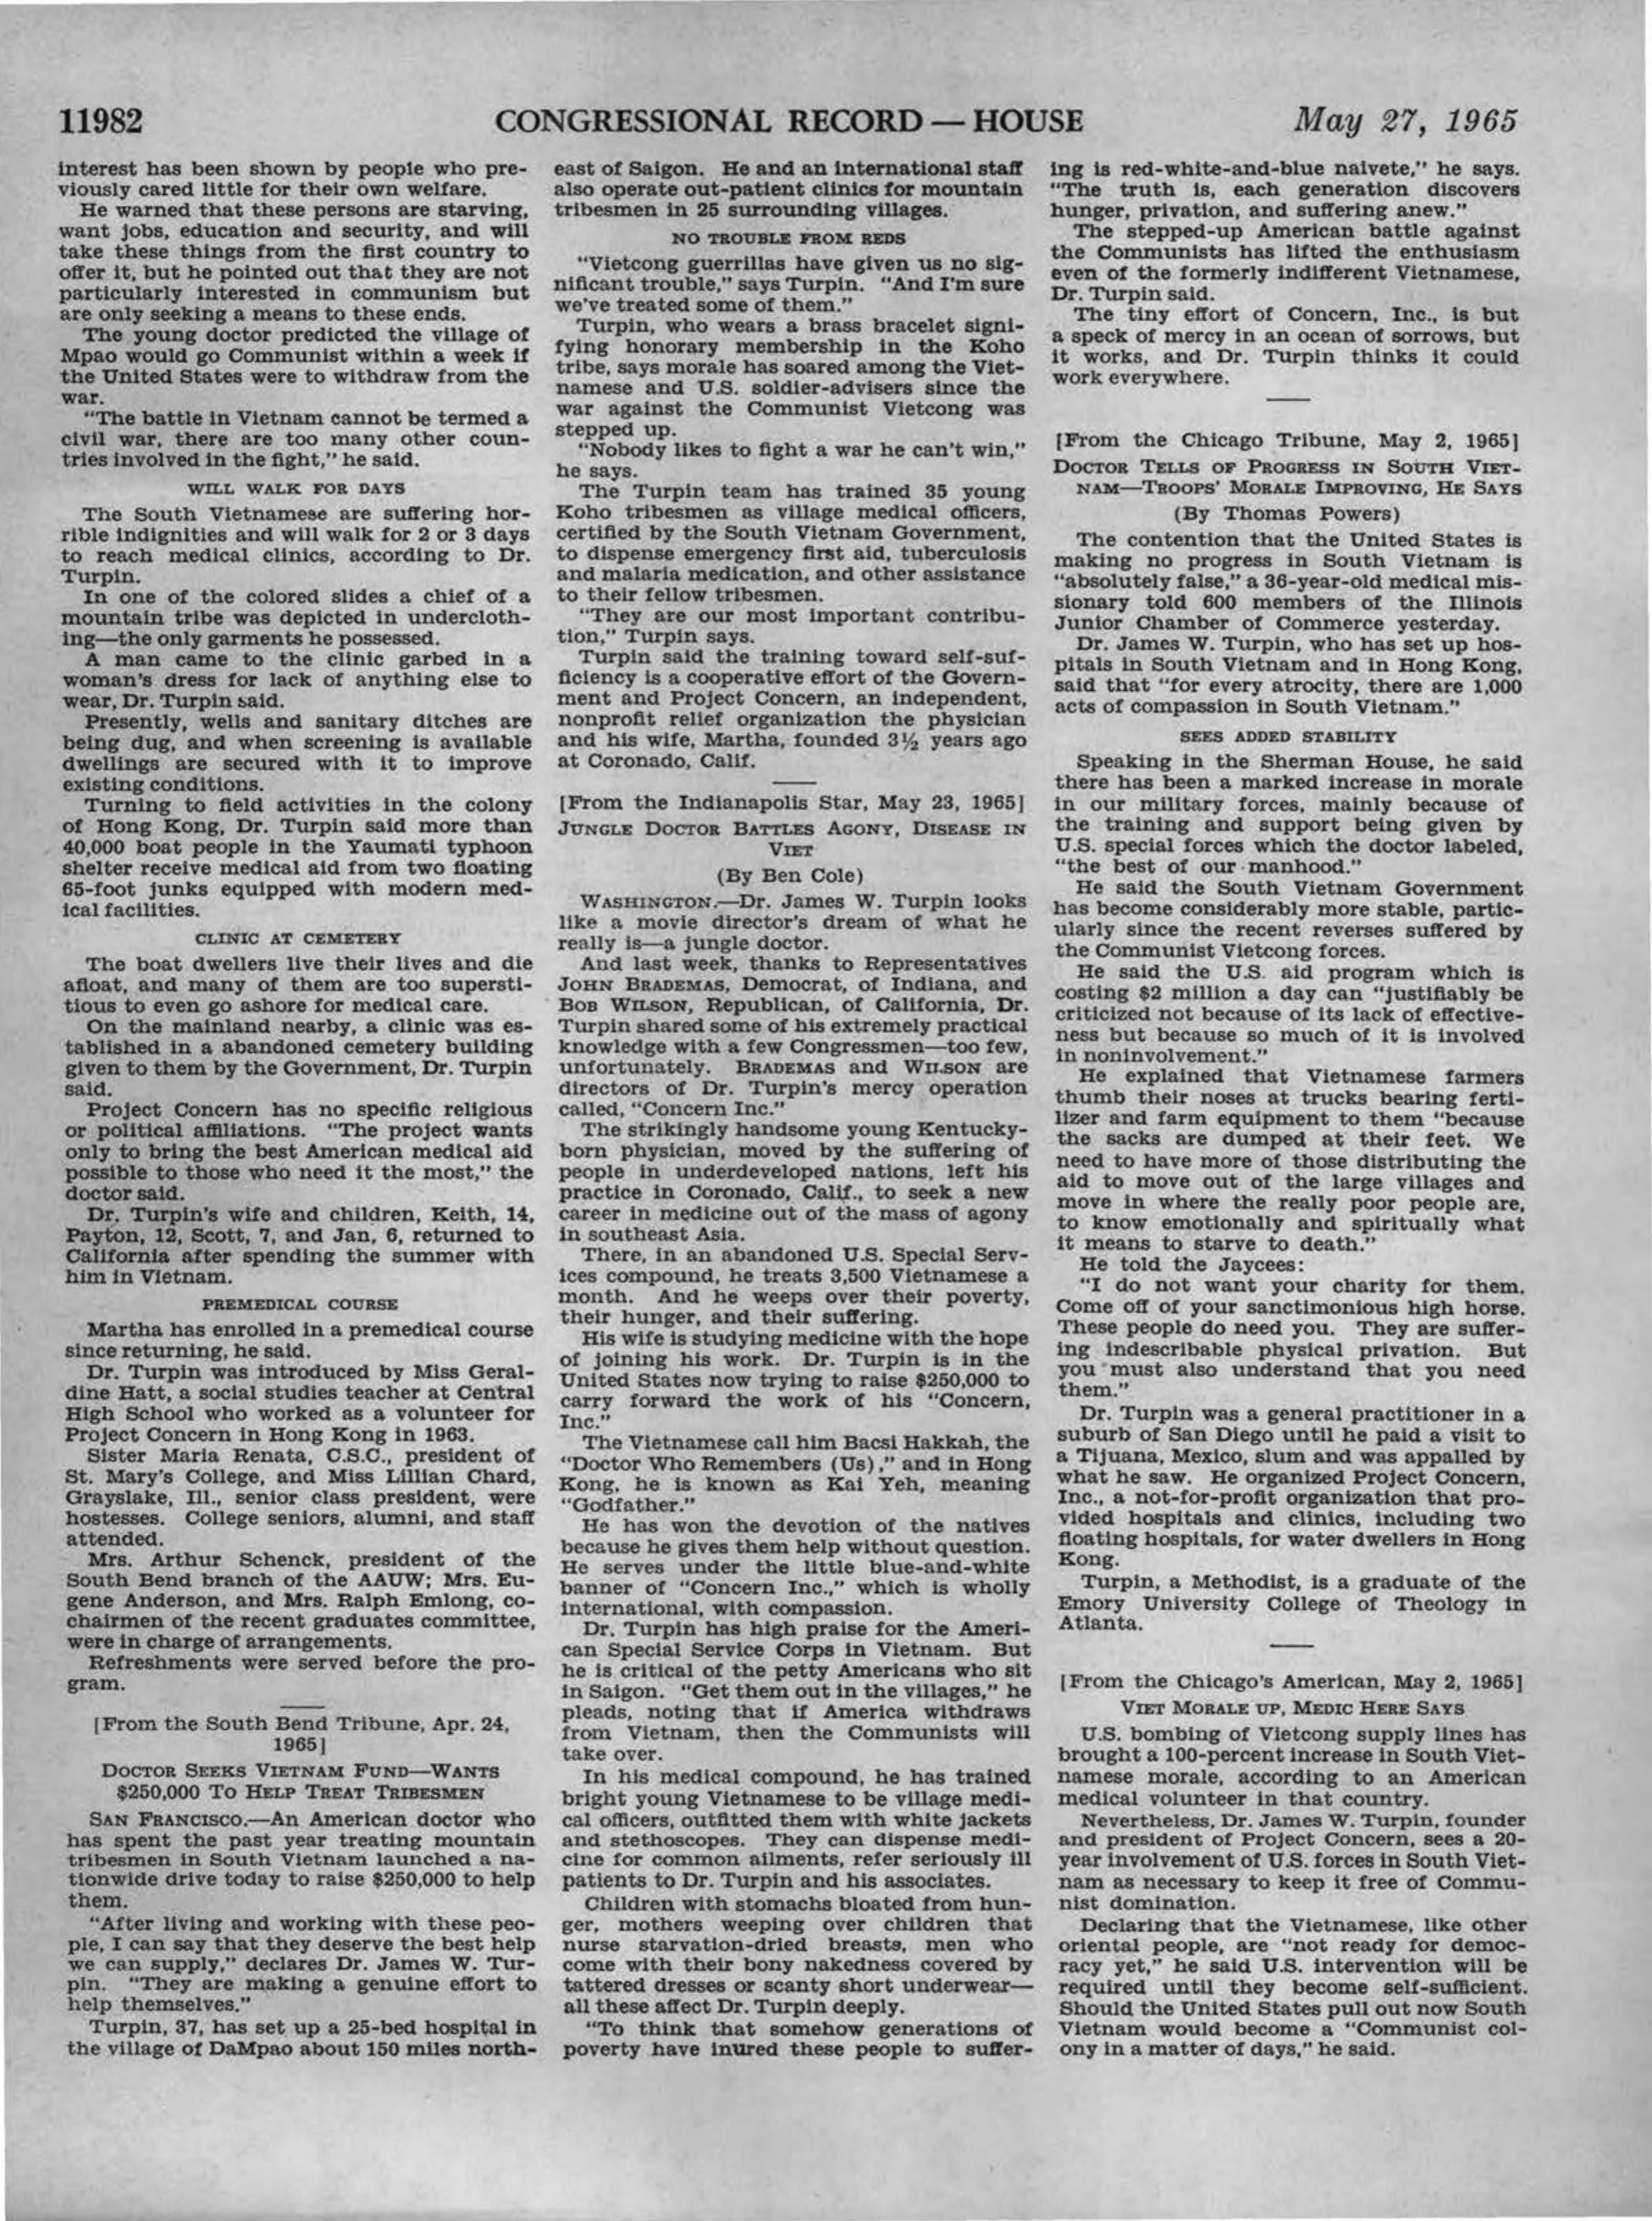 11982
CONGRESSIONAL RECORD — HOUSE
May 27, 1965
interest has been shown by people who pre-
viously cared little for their own welfare.
He warned that these persons are starving,
want jobs, education and security, and will
take these things from the first country to
offer it, but he pointed out that they are not
particularly interested in communism but
are only seeking a means to these ends.
The young doctor predicted the village of
Mpao would go Communist within a week if
the United States were to withdraw from the
war.
"The battle in Vietnam cannot be termed a
civil war, there are too many other coun-
tries involved in the fight," he said.
WILL WALK FOR DAYS
The South Vietnamese are suffering hor-
rible indignities and will walk for 2 or 3 days
to reach medical clinics, according to Dr.
Turpin.
In one of the colored slides a chief of a
mountain tribe was depicted in undercloth-
ing—the only garments he possessed.
A man came to the clinic garbed in a
woman's dress for lack of anything else to
wear, Dr. Turpin said.
Presently, wells and sanitary ditches are
being dug, and when screening is available
dwellings are secured with it to improve
existing conditions.
Turning to field activities in the colony
of Hong Kong, Dr. Turpin said more than
40,000 boat people in the Yaumati typhoon
shelter receive medical aid from two floating
65-foot junks equipped with modern med-
ical facilities.
CLINIC AT CEMETERY
The boat dwellers live their lives and die
afloat, and many of them are too supersti-
tious to even go ashore for medical care.
On the mainland nearby, a clinic was es-
tablished in a abandoned cemetery building
given to them by the Government, Dr. Turpin
said.
Project Concern has no specific religious
or political affiliations. "The project wants
only to bring the best American medical aid
possible to those who need it the most," the
doctor said.
Dr. Turpin's wife and children, Keith, 14,
Payton, 12, Scott, 7, and Jan, 6, returned to
California after spending the summer with
him in Vietnam.
PREMEDICAL COURSE
Martha has enrolled in a premedical course
since returning, he said.
Dr. Turpin was introduced by Miss Geral-
dine Hatt, a social studies teacher at Central
High School who worked as a volunteer for
Project Concern in Hong Kong in 1963.
Sister Maria Renata, C.S.C., president of
St. Mary's College, and Miss Lillian Chard,
Grayslake, Ill., senior class president, were
hostesses. College seniors, alumni, and staff
attended.
Mrs. Arthur Schenck, president of the
South Bend branch of the AAUW; Mrs. Eu-
gene Anderson, and Mrs. Ralph Emlong, co-
chairmen of the recent graduates committee,
were in charge of arrangements.
Refreshments were served before the pro-
gram.
[From the South Bend Tribune, Apr. 24,
1965]
DOCTOR SEEKS VIETNAM FUND—WANTS
$250,000 TO HELP TREAT TRIBESMEN
SAN FRANCISCO.—An American doctor who
has spent the past year treating mountain
tribesmen in South Vietnam launched a na-
tionwide drive today to raise $250,000 to help
them.
"After living and working with these peo-
ple, I can say that they deserve the best help
we can supply," declares Dr. James W. Tur-
pin. "They are making a genuine effort to
help themselves."
Turpin, 37, has set up a 25-bed hospital in
the village of DaMpao about 150 miles north-
east of Saigon. He and an international staff
also operate out-patient clinics for mountain
tribesmen in 25 surrounding villages.
NO TROUBLE FROM REDS
"Vietcong guerrillas have given us no sig-
nificant trouble," says Turpin. "And I'm sure
we've treated some of them."
Turpin, who wears a brass bracelet signi-
fying honorary membership in the Koho
tribe, says morale has soared among the Viet-
namese and U.S. soldier-advisers since the
war against the Communist Vietcong was
stepped up.
"Nobody likes to fight a war he can't win,"
he says.
The Turpin team has trained 35 young
Koho tribesmen as village medical officers,
certified by the South Vietnam Government,
to dispense emergency first aid, tuberculosis
and malaria medication, and other assistance
to their fellow tribesmen.
"They are our most important contribu-
tion," Turpin says.
Turpin said the training toward self-suf-
ficiency is a cooperative effort of the Govern-
ment and Project Concern, an independent,
nonprofit relief organization the physician
and his wife, Martha, founded 3½ years ago
at Coronado, Calif.
[From the Indianapolis Star, May 23, 1965]
JUNGLE DOCTOR BATTLES AGONY, DISEASE IN
VIET
(By Ben Cole)
WASHINGTON.—Dr. James W. Turpin looks
like a movie director's dream of what he
really is—a jungle doctor.
And last week, thanks to Representatives
JOHN BRADEMAS, Democrat, of Indiana, and
BOB WILSON, Republican, of California, Dr.
Turpin shared some of his extremely practical
knowledge with a few Congressmen—too few,
unfortunately. BRADEMAS and WILSON are
directors of Dr. Turpin's mercy operation
called, "Concern Inc."
The strikingly handsome young Kentucky-
born physician, moved by the suffering of
people in underdeveloped nations, left his
practice in Coronado, Calif., to seek a new
career in medicine out of the mass of agony
in southeast Asia.
There, in an abandoned U.S. Special Serv-
ices compound, he treats 3,500 Vietnamese a
month. And he weeps over their poverty,
their hunger, and their suffering.
His wife is studying medicine with the hope
of joining his work. Dr. Turpin is in the
United States now trying to raise $250,000 to
carry forward the work of his "Concern,
Inc."
The Vietnamese call him Bacsi Hakkah, the
"Doctor Who Remembers (Us)," and in Hong
Kong, he is known as Kai Yeh, meaning
"Godfather."
He has won the devotion of the natives
because he gives them help without question.
He serves under the little blue-and-white
banner of "Concern Inc.," which is wholly
international, with compassion.
Dr. Turpin has high praise for the Ameri-
can Special Service Corps in Vietnam. But
he is critical of the petty Americans who sit
in Saigon. "Get them out in the villages," he
pleads, noting that if America withdraws
from Vietnam, then the Communists will
take over.
In his medical compound, he has trained
bright young Vietnamese to be village medi-
cal officers, outfitted them with white jackets
and stethoscopes. They can dispense medi-
cine for common ailments, refer seriously ill
patients to Dr. Turpin and his associates.
Children with stomachs bloated from hun-
ger, mothers weeping over children that
nurse starvation-dried breasts, men who
come with their bony nakedness covered by
tattered dresses or scanty short underwear—
all these affect Dr. Turpin deeply.
"To think that somehow generations of
poverty have inured these people to suffer-
ing is red-white-and-blue naivete," he says.
"The truth is, each generation discovers
hunger, privation, and suffering anew."
The stepped-up American battle against
the Communists has lifted the enthusiasm
even of the formerly indifferent Vietnamese,
Dr. Turpin said.
The tiny effort of Concern, Inc., is but
a speck of mercy in an ocean of sorrows, but
it works, and Dr. Turpin thinks it could
work everywhere.
[From the Chicago Tribune, May 2, 1965]
DOCTOR TELLS OF PROGRESS IN SOUTH VIET-
NAM—TROOPS' MORALE IMPROVING, HE SAYS
(By Thomas Powers)
The contention that the United States is
making no progress in South Vietnam is
"absolutely false," a 36-year-old medical mis-
sionary told 600 members of the Illinois
Junior Chamber of Commerce yesterday.
Dr. James W. Turpin, who has set up hos-
pitals in South Vietnam and in Hong Kong,
said that "for every atrocity, there are 1,000
acts of compassion in South Vietnam."
SEES ADDED STABILITY
Speaking in the Sherman House, he said
there has been a marked increase in morale
in our military forces, mainly because of
the training and support being given by
U.S. special forces which the doctor labeled,
"the best of our manhood."
He said the South Vietnam Government
has become considerably more stable, partic-
ularly since the recent reverses suffered by
the Communist Vietcong forces.
He said the U.S. aid program which is
costing $2 million a day can "justifiably be
criticized not because of its lack of effective-
ness but because so much of it is involved
in noninvolvement."
He explained that Vietnamese farmers
thumb their noses at trucks bearing ferti-
lizer and farm equipment to them "because
the sacks are dumped at their feet. We
need to have more of those distributing the
aid to move out of the large villages and
move in where the really poor people are,
to know emotionally and spiritually what
it means to starve to death."
He told the Jaycees:
"I do not want your charity for them.
Come off of your sanctimonious high horse.
These people do need you. They are suffer-
ing indescribable physical privation. But
you must also understand that you need
them."
Dr. Turpin was a general practitioner in a
suburb of San Diego until he paid a visit to
a Tijuana, Mexico, slum and was appalled by
what he saw. He organized Project Concern,
Inc., a not-for-profit organization that pro-
vided hospitals and clinics, including two
floating hospitals, for water dwellers in Hong
Kong.
Turpin, a Methodist, is a graduate of the
Emory University College of Theology in
Atlanta.
[From the Chicago's American, May 2, 1965]
VIET MORALE UP, MEDIC HERE SAYS
U.S. bombing of Vietcong supply lines has
brought a 100-percent increase in South Viet-
namese morale, according to an American
medical volunteer in that country.
Nevertheless, Dr. James W. Turpin, founder
and president of Project Concern, sees a 20-
year involvement of U.S. forces in South Viet-
nam as necessary to keep it free of Commu-
nist domination.
Declaring that the Vietnamese, like other
oriental people, are "not ready for democ-
racy yet," he said U.S. intervention will be
required until they become self-sufficient.
Should the United States pull out now South
Vietnam would become a "Communist col-
ony in a matter of days," he said.